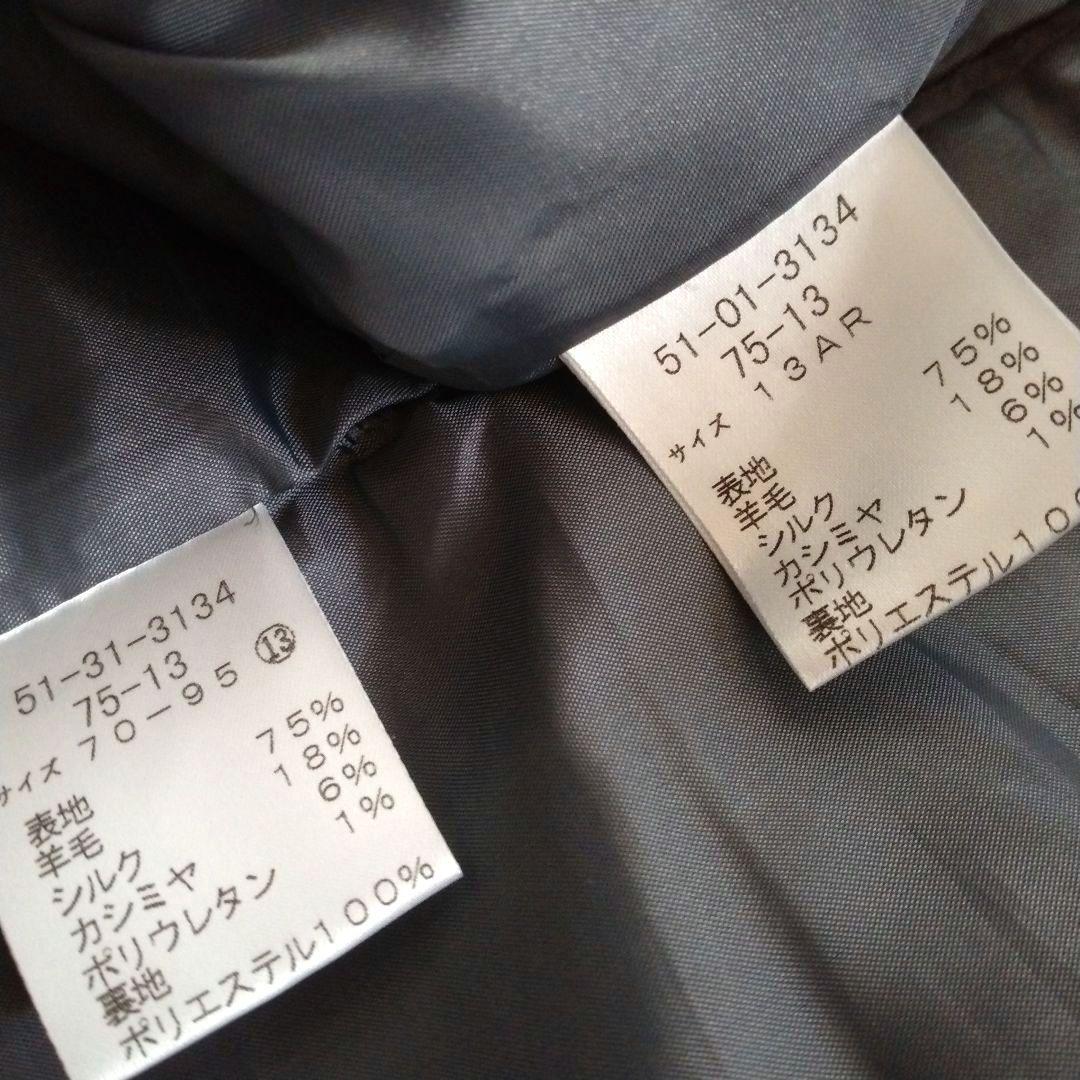 51-31-3134
75-13
サイズ 70-95 ⑬
表地
羊毛 75%
シルク 18%
カシミヤ 6%
ポリウレタン 1%
裏地
ポリエステル100%
51-01-3134
75-13
サイズ 13AR
表地
羊毛 75%
シルク 18%
カシミヤ 6%
ポリウレタン 1%
裏地
ポリエステル100